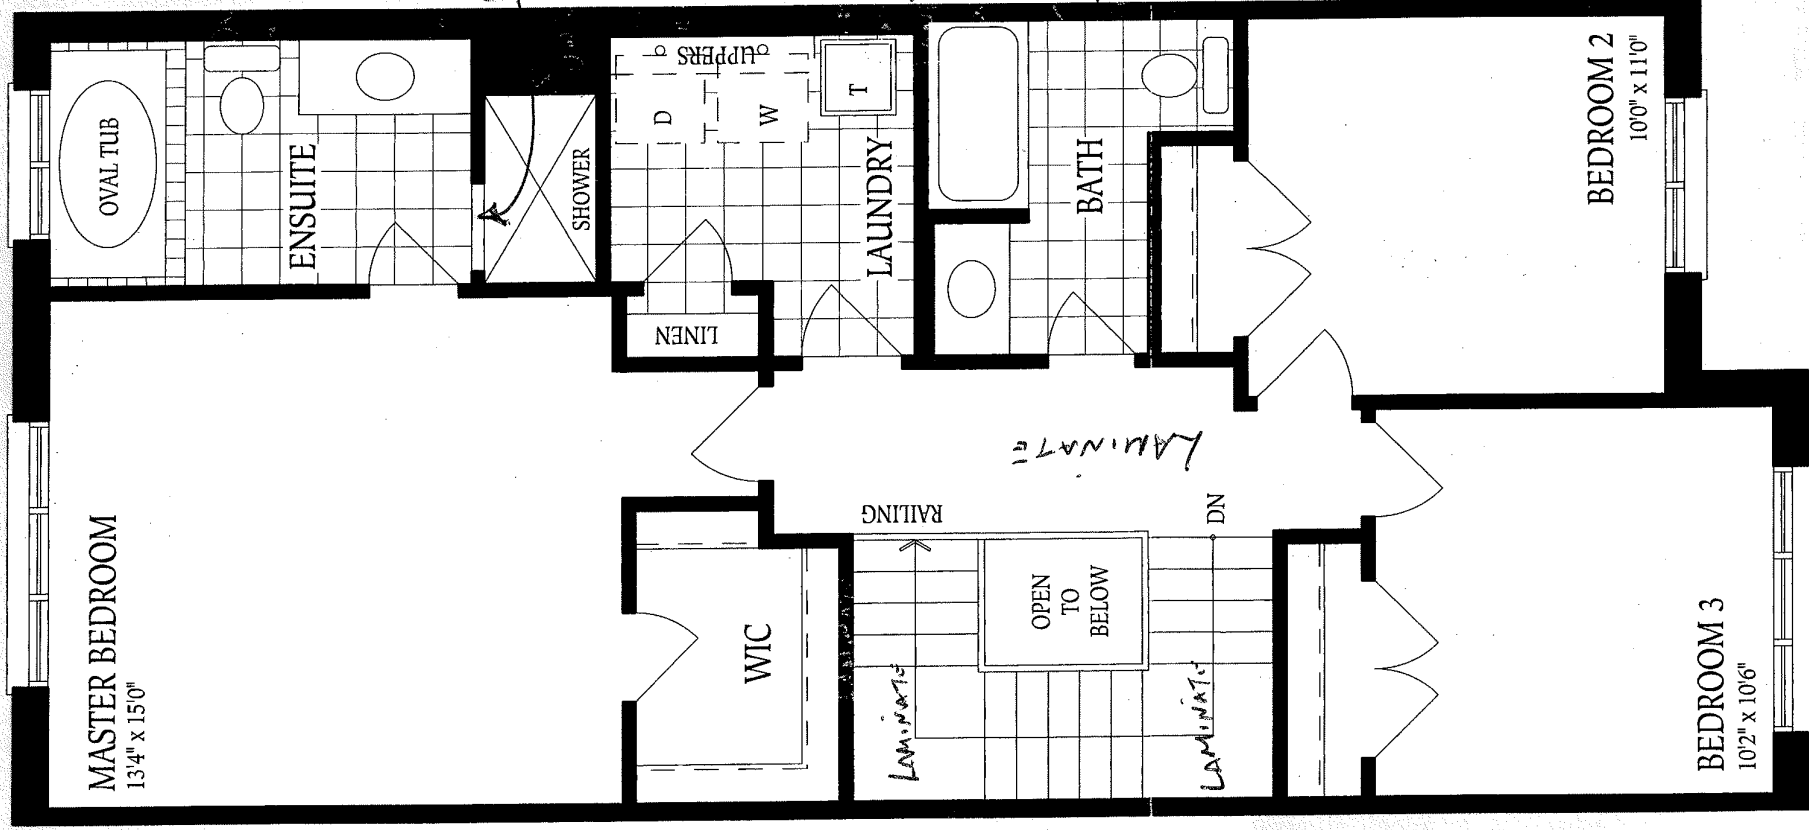 OVAL TUB
ENSUITE
SHOWER
UPPERS
D
W
T
LAUNDRY
LINEN
BATH
BEDROOM 2
10'0" x 11'0"
MASTER BEDROOM
13'4" x 15'0"
WIC
LAMINATE
RAILING
DN
OPEN
TO
BELOW
LAMINATE
LAMINATE
BEDROOM 3
10'2" x 10'6"